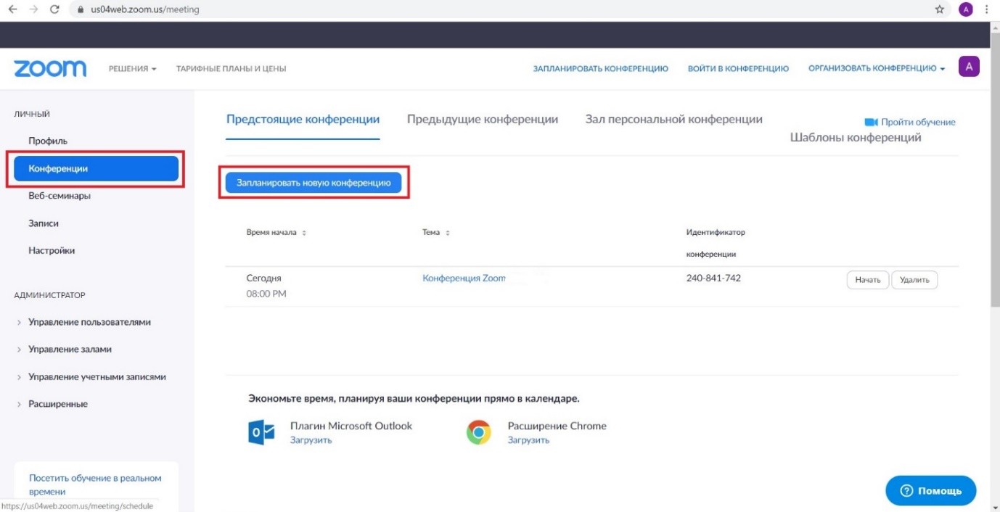 us04web.zoom.us/meeting
A
zoom
РЕШЕНИЯ
ТАРИФНЫЕ ПЛАНЫ И ЦЕНЫ
ЗАПЛАНИРОВАТЬ КОНФЕРЕНЦИЮ
ВОЙТИ В КОНФЕРЕНЦИЮ
ОРГАНИЗОВАТЬ КОНФЕРЕНЦИЮ
A
ЛИЧНЫЙ
Профиль
Конференции
Веб-семинары
Записи
Настройки
АДМИНИСТРАТОР
Управление пользователями
Управление залами
Управление учетными записями
Расширенные
Посетить обучение в реальном
времени
https://us04web.zoom.us/meeting/schedule
Предстоящие конференции
Предыдущие конференции
Зал персональной конференции
Шаблоны конференций
Пройти обучение
Запланировать новую конференцию
Время начала
Тема
Идентификатор
конференции
Сегодня
08:00 PM
Конференция Zoom
240-841-742
Начать
Удалить
Экономьте время, планируя ваши конференции прямо в календаре.
Плагин Microsoft Outlook
Загрузить
Расширение Chrome
Загрузить
Помощь